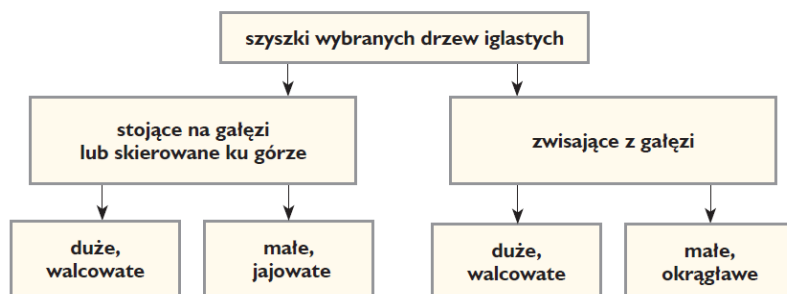 szyszki wybranych drzew iglastych
stojące na gałęzi
lub skierowane ku górze
zwisające z gałęzi
duże,
walcowate
małe,
jajowate
duże,
walcowate
małe,
okrągławe